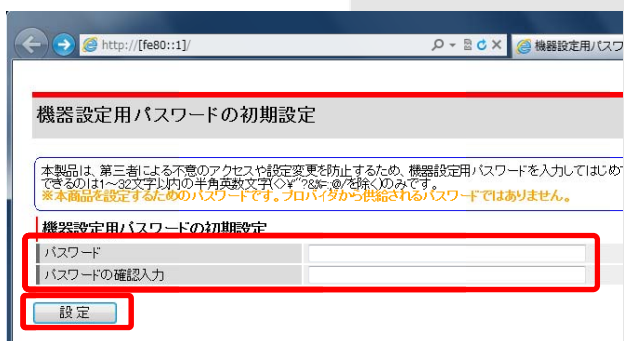 http://[fe80::1]/
機器設定用パスワ
機器設定用パスワードの初期設定
本製品は、第三者による不意のアクセスや設定変更を防止するため、機器設定用パスワードを入力してはじめ
できるのは1~32文字以内の半角英数文字(<>¥"?&%=;@/を除く)のみです。
※本商品を設定するためのパスワードです。プロバイダから供給されるパスワードではありません。
機器設定用パスワードの初期設定
パスワード
パスワードの確認入力
設定